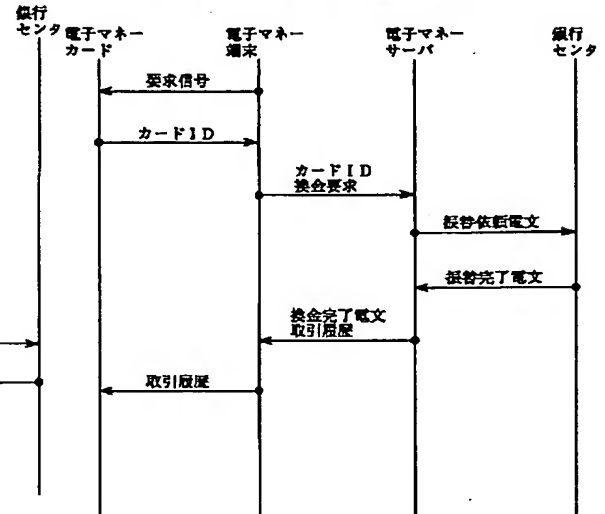 銀行
センタ
電子マネー
カード
電子マネー
端末
電子マネー
サーバ
銀行
センタ
要求信号
カードID
カードID
換金要求
振替依頼電文
振替完了電文
換金完了電文
取引履歴
取引履歴